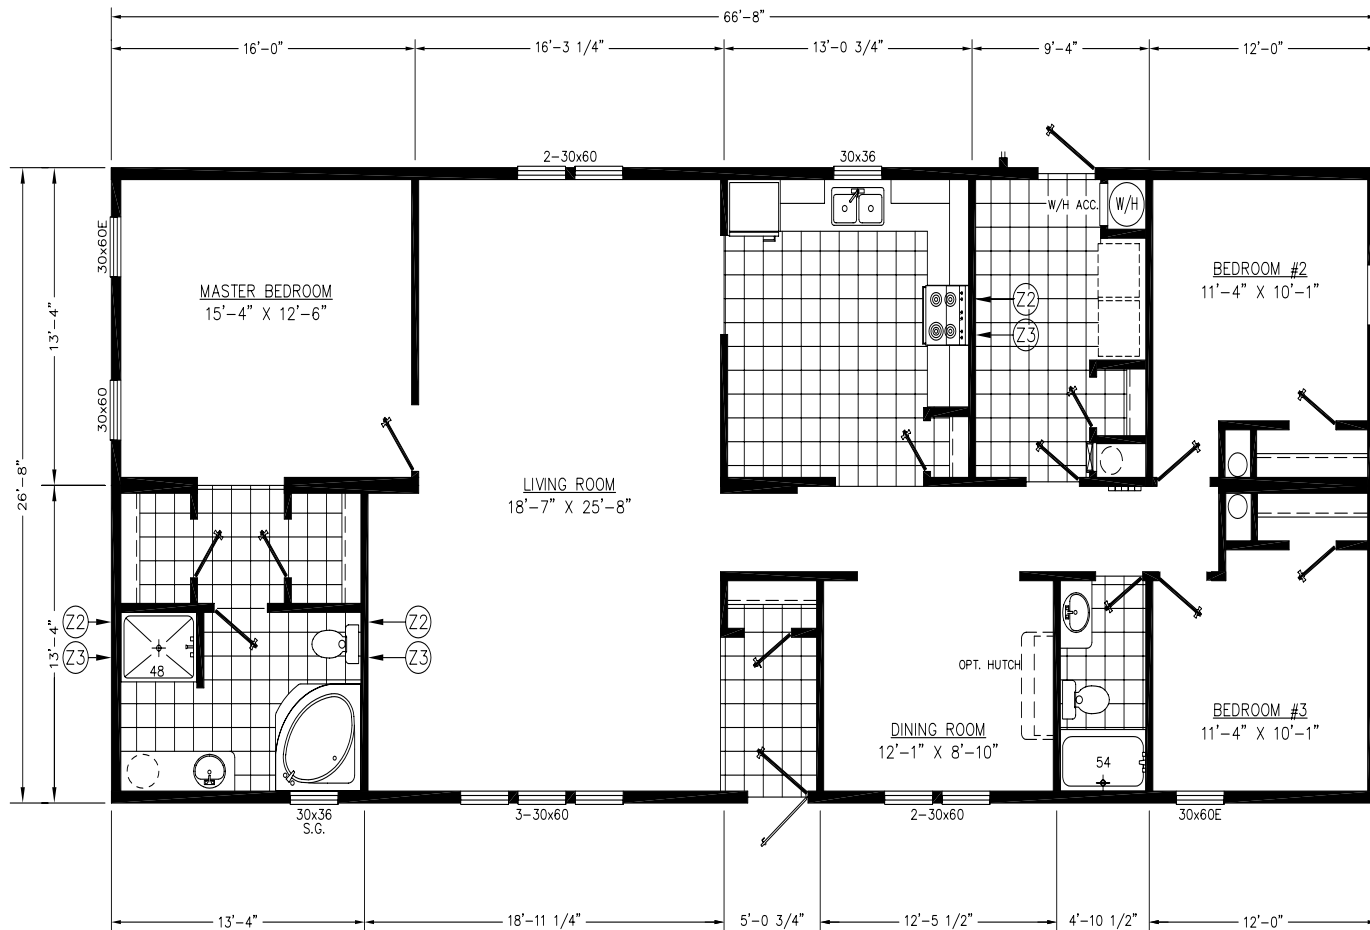 66'-8"
16'-0" 16'-3 1/4" 13'-0 3/4" 9'-4" 12'-0"
2-30x60 30x36
W/H ACC. W/H
30x60E
MASTER BEDROOM
15'-4" X 12'-6"
BEDROOM #2
11'-4" X 10'-1"
Z2
Z3
13'-4"
30x60
26'-8"
LIVING ROOM
18'-7" X 25'-8"
Z2 Z2
Z3 Z3
13'-4"
48
OPT. HUTCH
DINING ROOM
12'-1" X 8'-10"
BEDROOM #3
11'-4" X 10'-1"
54
30x36
S.G.
3-30x60 2-30x60 30x60E
13'-4" 18'-11 1/4" 5'-0 3/4" 12'-5 1/2" 4'-10 1/2" 12'-0"